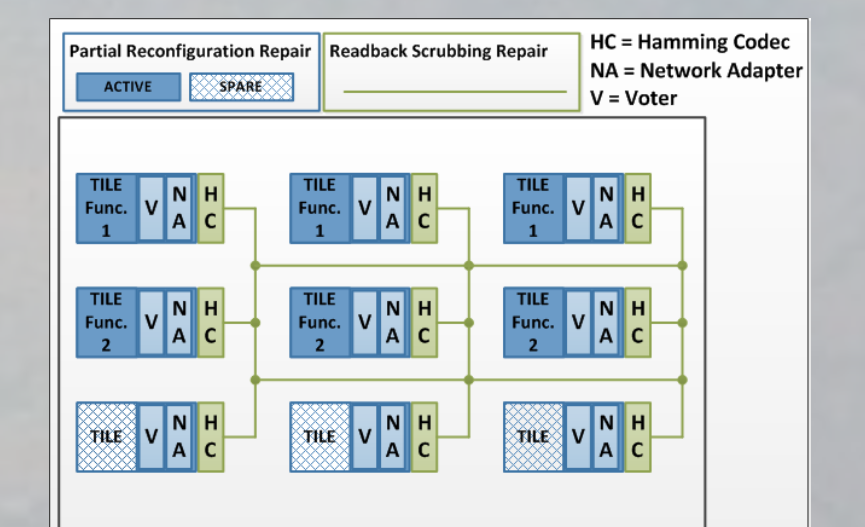 Partial Reconfiguration Repair
ACTIVE
SPARE
Readback Scrubbing Repair
HC = Hamming Codec
NA = Network Adapter
V = Voter
TILE
Func.
1
V
N
A
H
C
TILE
Func.
1
V
N
A
H
C
TILE
Func.
1
V
N
A
H
C
TILE
Func.
2
V
N
A
H
C
TILE
Func.
2
V
N
A
H
C
TILE
Func.
2
V
N
A
H
C
TILE
V
N
A
H
C
TILE
V
N
A
H
C
TILE
V
N
A
H
C